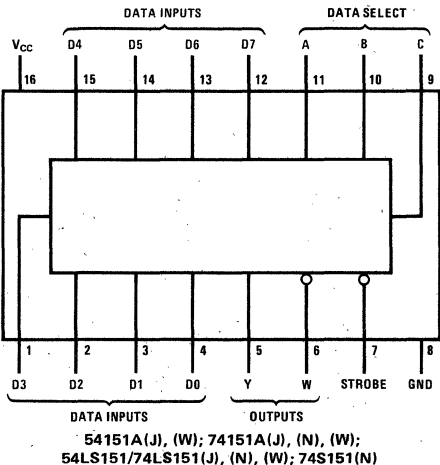 DATA INPUTS DATA SELECT
VCC D4 D5 D6 D7 A B C
16 15 14 13 12 11 10 9
1 2 3 4 5 6 7 8
D3 D2 D1 D0 Y W STROBE GND
DATA INPUTS OUTPUTS
54151A(J), (W); 74151A(J), (N), (W);
54LS151/74LS151(J), (N), (W); 74S151(N)